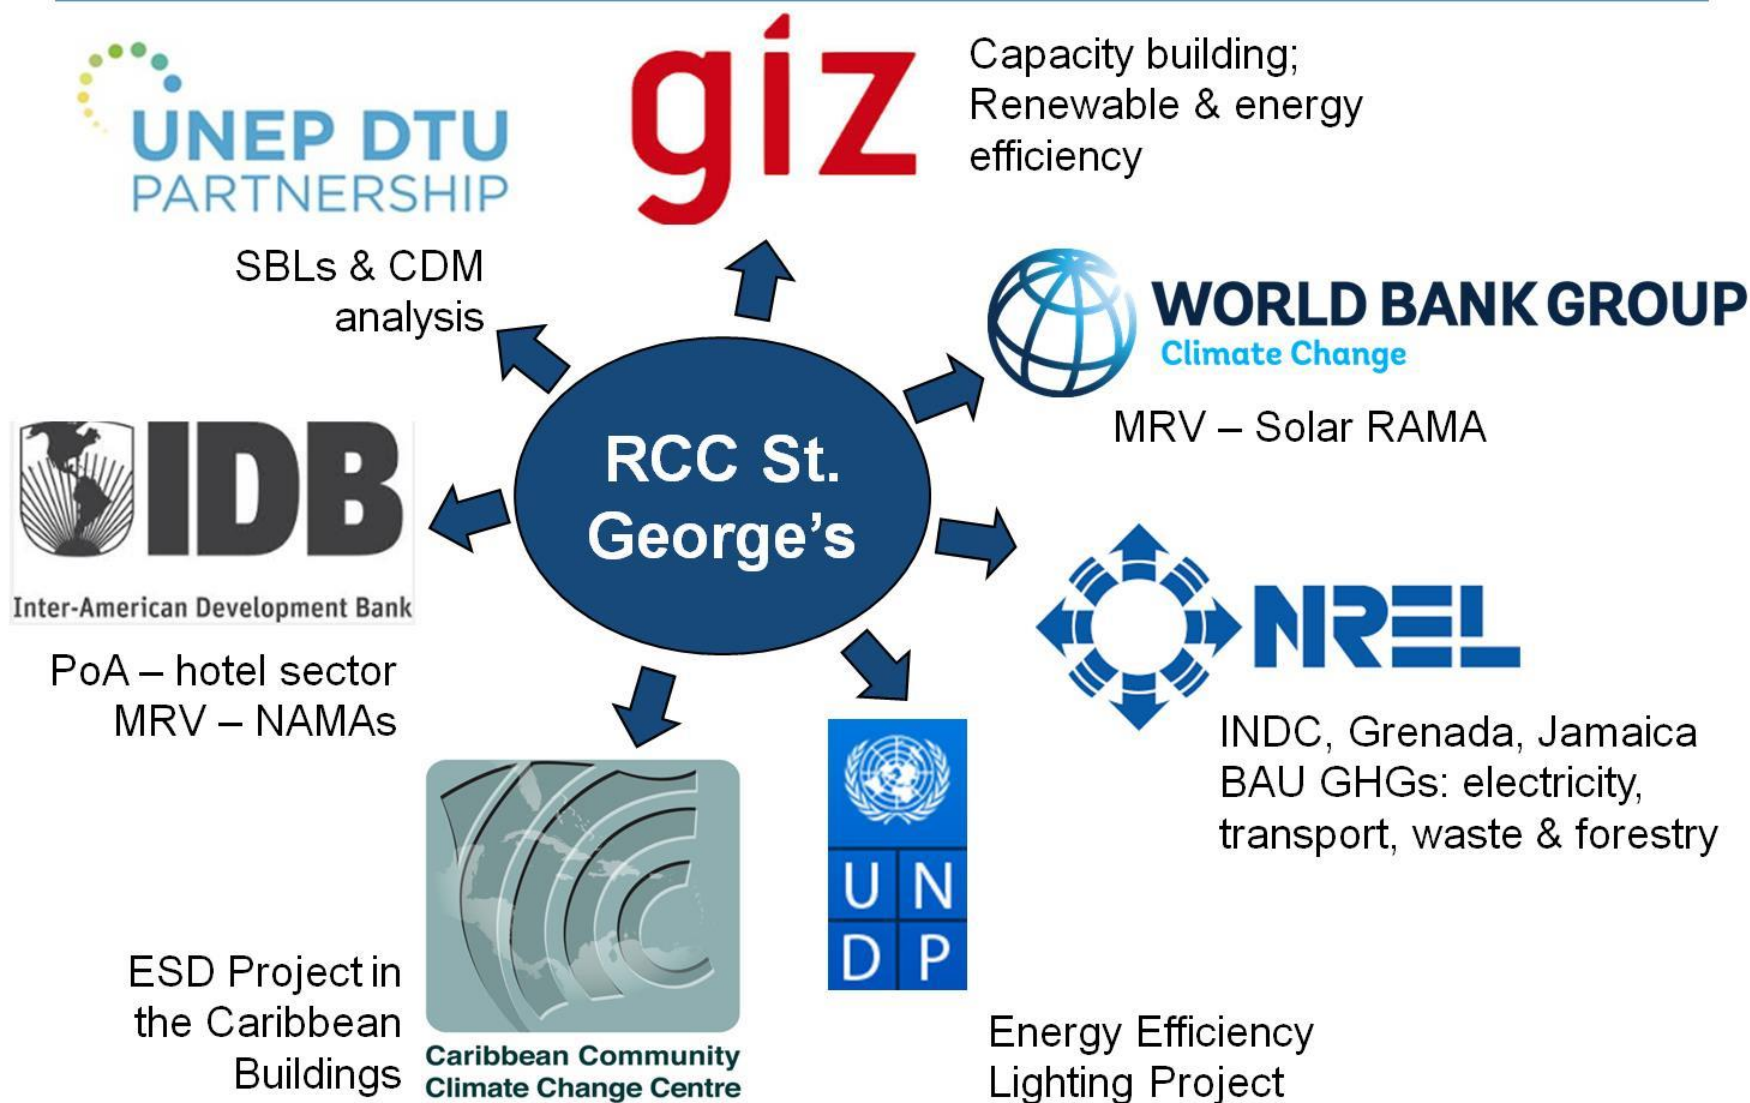 UNEP DTU
PARTNERSHIP
SBLs & CDM
analysis
giz
Capacity building;
Renewable & energy
efficiency
WORLD BANK GROUP
Climate Change
MRV – Solar RAMA
RCC St.
George’s
IDB
Inter-American Development Bank
PoA – hotel sector
MRV – NAMAs
NREL
INDC, Grenada, Jamaica
BAU GHGs: electricity,
transport, waste & forestry
ESD Project in
the Caribbean
Buildings
Caribbean Community
Climate Change Centre
U N
D P
Energy Efficiency
Lighting Project